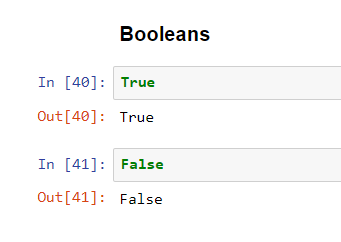 Booleans
In [40]: True
Out[40]: True
In [41]: False
Out[41]: False